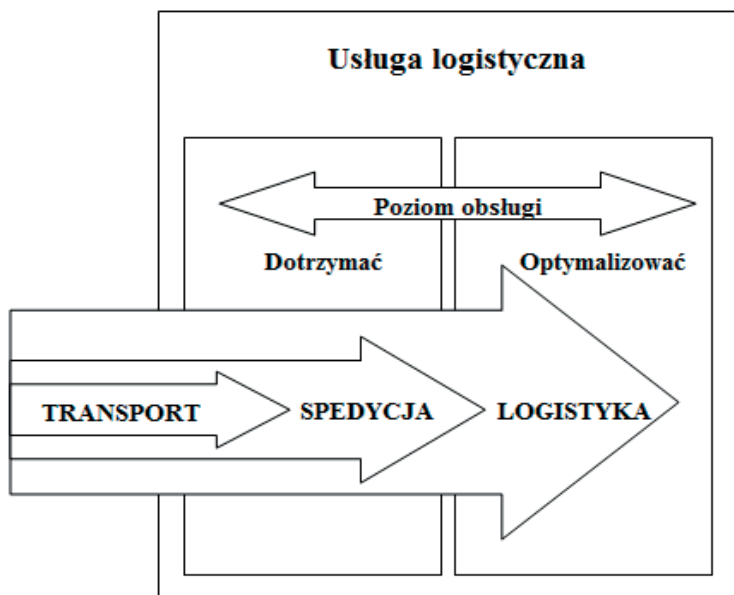 Usługa logistyczna
Poziom obsługi
Dotrzymać
Optymalizować
TRANSPORT
SPEDYCJA
LOGISTYKA